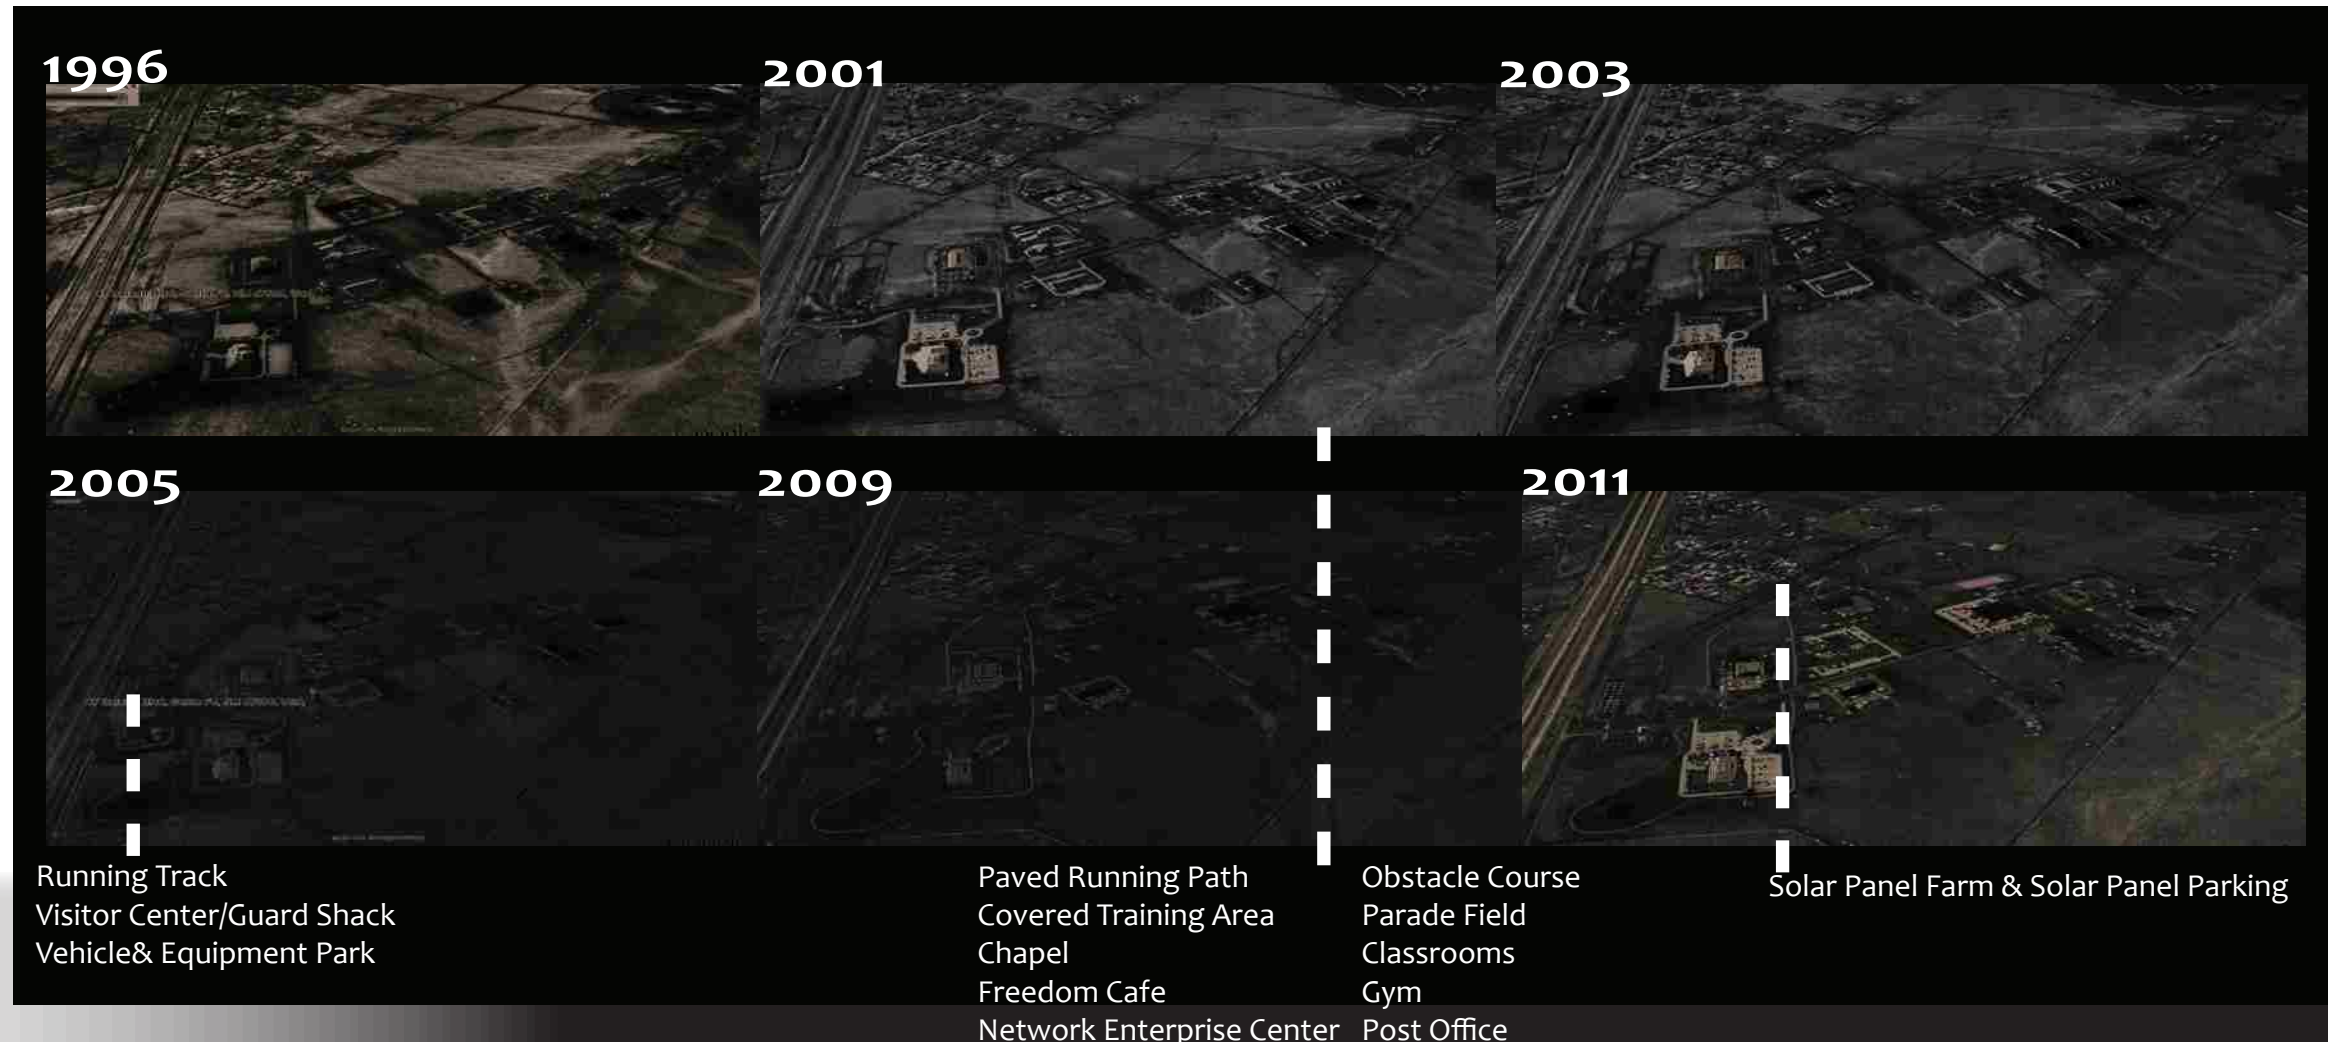 1996
2001
2003
2005
2009
2011
Running Track
Visitor Center/Guard Shack
Vehicle& Equipment Park
Paved Running Path
Covered Training Area
Chapel
Freedom Cafe
Network Enterprise Center
Obstacle Course
Parade Field
Classrooms
Gym
Post Office
Solar Panel Farm & Solar Panel Parking